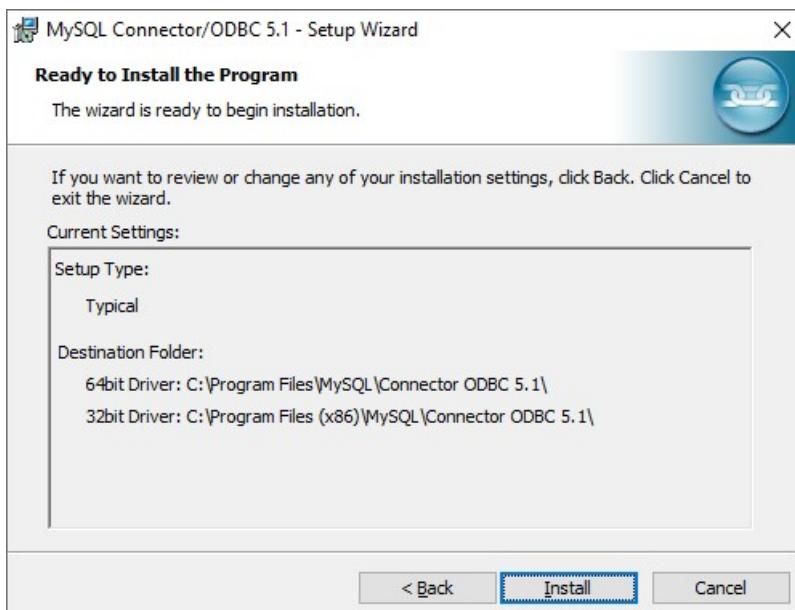 MySQL Connector/ODBC 5.1 - Setup Wizard
Ready to Install the Program
The wizard is ready to begin installation.
If you want to review or change any of your installation settings, click Back. Click Cancel to
exit the wizard.
Current Settings:
Setup Type:
Typical
Destination Folder:
64bit Driver: C:\Program Files\MySQL\Connector ODBC 5.1\
32bit Driver: C:\Program Files (x86)\MySQL\Connector ODBC 5.1\
< Back Install Cancel